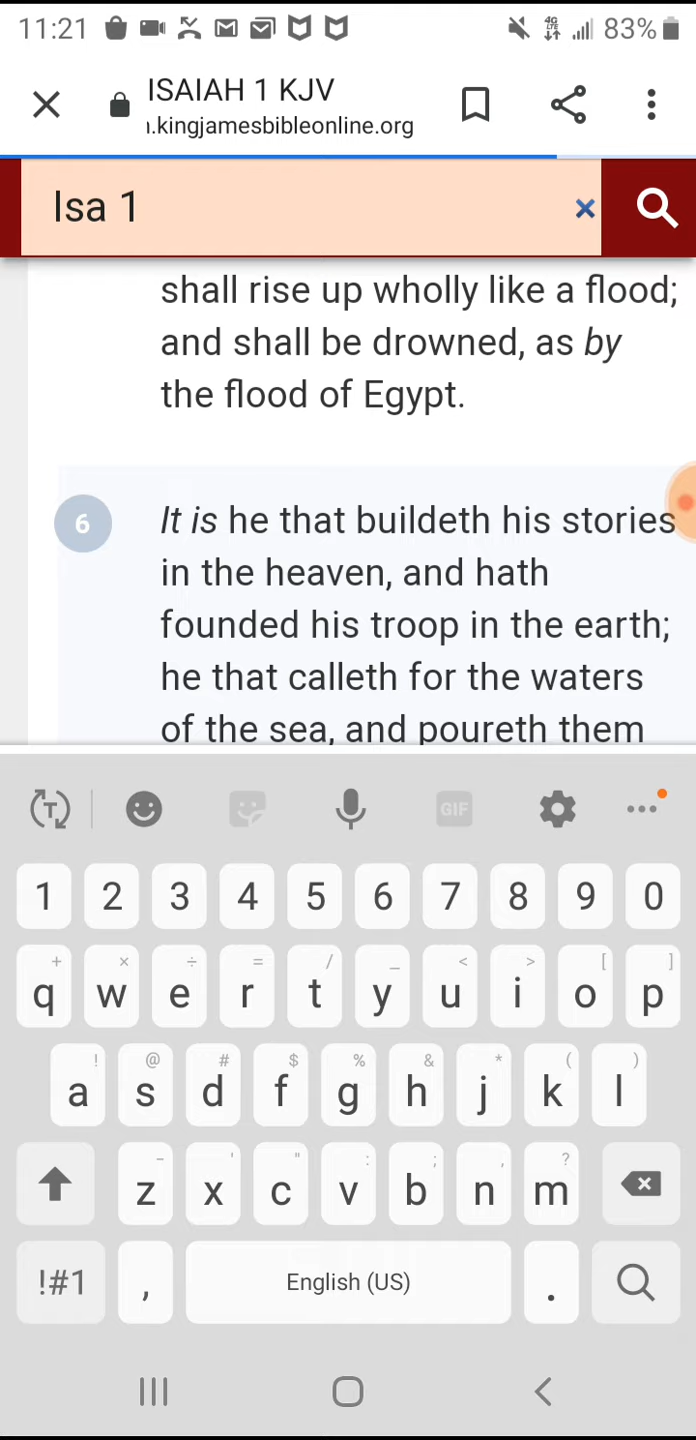 11:21 83%
ISAIAH 1 KJV
ı.kingjamesbibleonline.org
Isa 1 ×
shall rise up wholly like a flood;
and shall be drowned, as by
the flood of Egypt.
6 It is he that buildeth his stories
in the heaven, and hath
founded his troop in the earth;
he that calleth for the waters
of the sea, and poureth them
T GIF
1 2 3 4 5 6 7 8 9 0
+ × ÷ = / _ < > [ ]
q w e r t y u i o p
! @ # $ % & * ( )
a s d f g h j k l
- ' " : ; , ?
z x c v b n m
!#1 , English (US) .